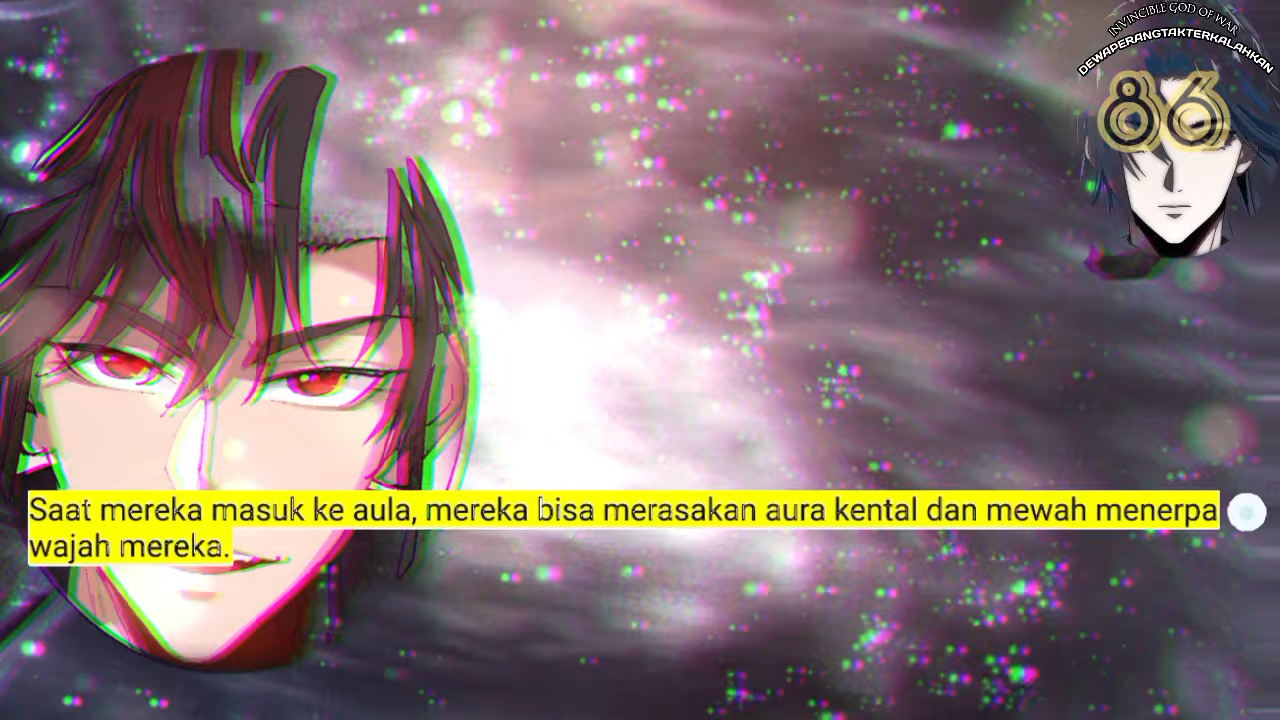 INVINCIBLE GOD OF WAR
DEWAPERANGTAKTERKALAHKAN
86
Saat mereka masuk ke aula, mereka bisa merasakan aura kental dan mewah menerpa
wajah mereka.